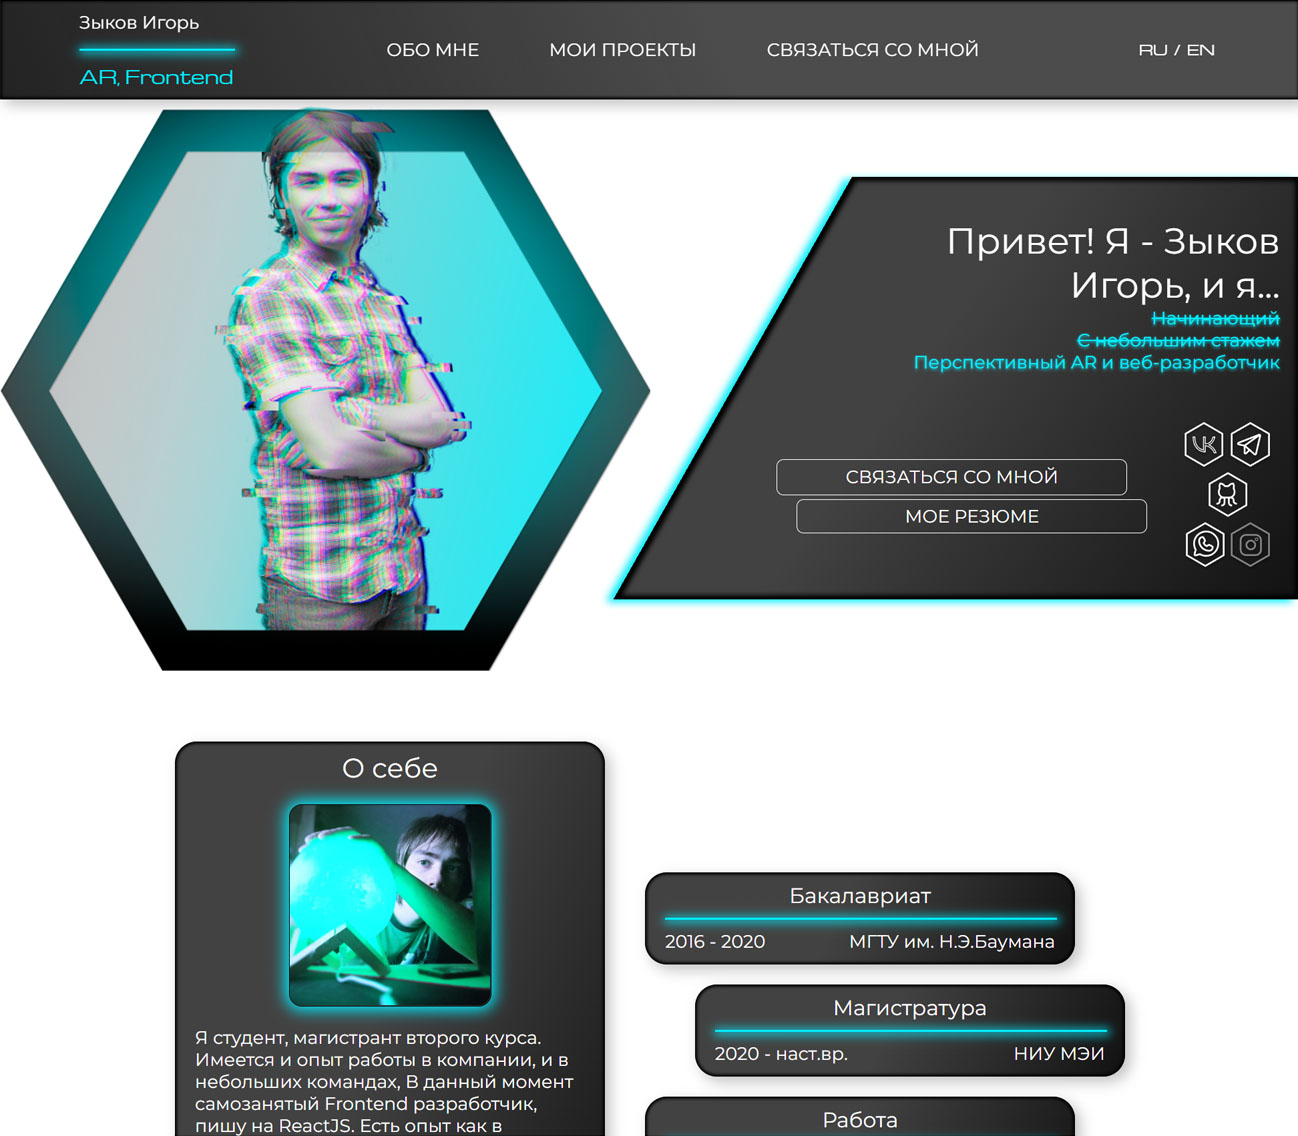 Зыков Игорь
AR, Frontend
ОБО МНЕ
МОИ ПРОЕКТЫ
СВЯЗАТЬСЯ СО МНОЙ
RU / EN
Привет! Я - Зыков
Игорь, и я...
Начинающий
С небольшим стажем
Перспективный AR и веб-разработчик
СВЯЗАТЬСЯ СО МНОЙ
МОЕ РЕЗЮМЕ
О себе
Я студент, магистрант второго курса.
Имеется и опыт работы в компании, и в
небольших командах, В данный момент
самозанятый Frontend разработчик,
пишу на ReactJS. Есть опыт как в
Бакалавриат
2016 - 2020 МГТУ им. Н.Э.Баумана
Магистратура
2020 - наст.вр. НИУ МЭИ
Работа